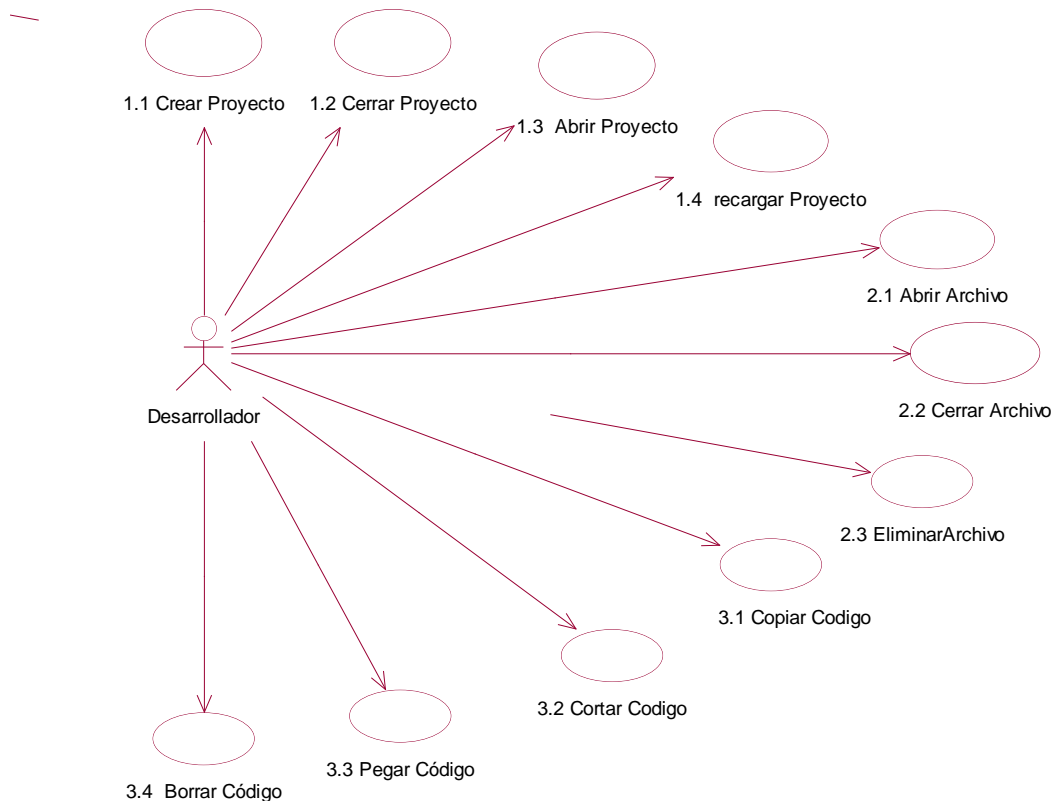 1.1 Crear Proyecto
1.2 Cerrar Proyecto
1.3 Abrir Proyecto
1.4 recargar Proyecto
2.1 Abrir Archivo
2.2 Cerrar Archivo
Desarrollador
2.3 EliminarArchivo
3.1 Copiar Codigo
3.2 Cortar Codigo
3.3 Pegar Código
3.4 Borrar Código